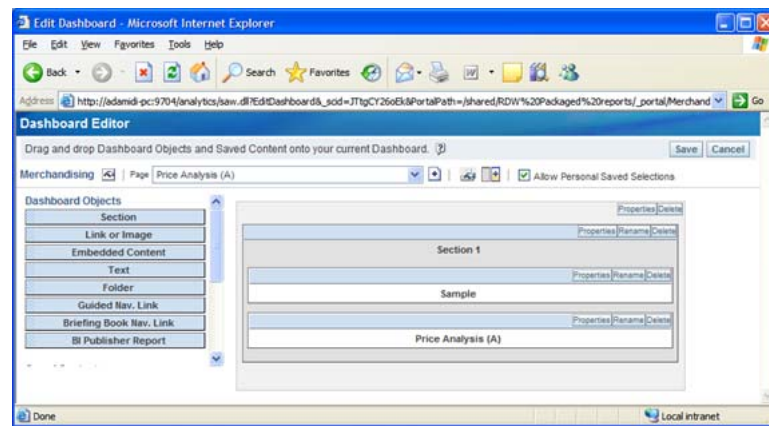 Edit Dashboard - Microsoft Internet Explorer
File Edit View Favorites Tools Help
Back Search Favorites
Address http://adamidi-pc:9704/analytics/saw.dll?EditDashboard&_scid=JTtgCY26oEk&PortalPath=/shared/RDW%20Packaged%20reports/_portal/Merchand Go
Dashboard Editor
Drag and drop Dashboard Objects and Saved Content onto your current Dashboard. Save Cancel
Merchandising Page Price Analysis (A) Allow Personal Saved Selections
Dashboard Objects
Section
Link or Image
Embedded Content
Text
Folder
Guided Nav. Link
Briefing Book Nav. Link
BI Publisher Report
Properties Delete
Properties Rename Delete
Section 1
Properties Rename Delete
Sample
Properties Rename Delete
Price Analysis (A)
Done Local intranet